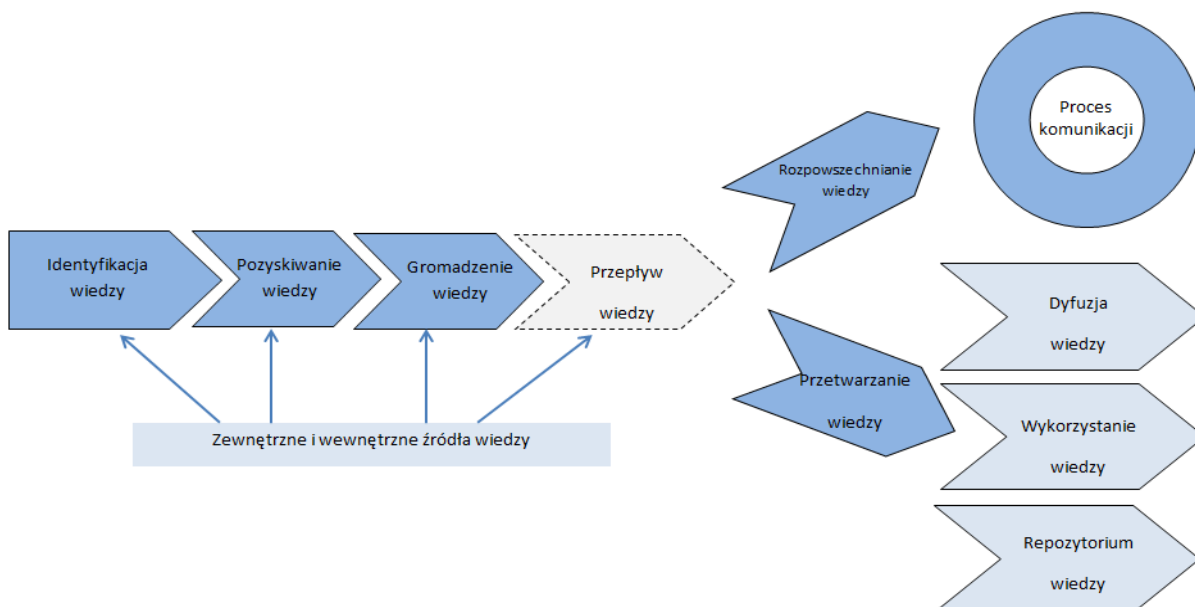 Identyfikacja
wiedzy
Pozyskiwanie
wiedzy
Gromadzenie
wiedzy
Przepływ
wiedzy
Zewnętrzne i wewnętrzne źródła wiedzy
Rozpowszechnianie
wiedzy
Proces
komunikacji
Przetwarzanie
wiedzy
Dyfuzja
wiedzy
Wykorzystanie
wiedzy
Repozytorium
wiedzy